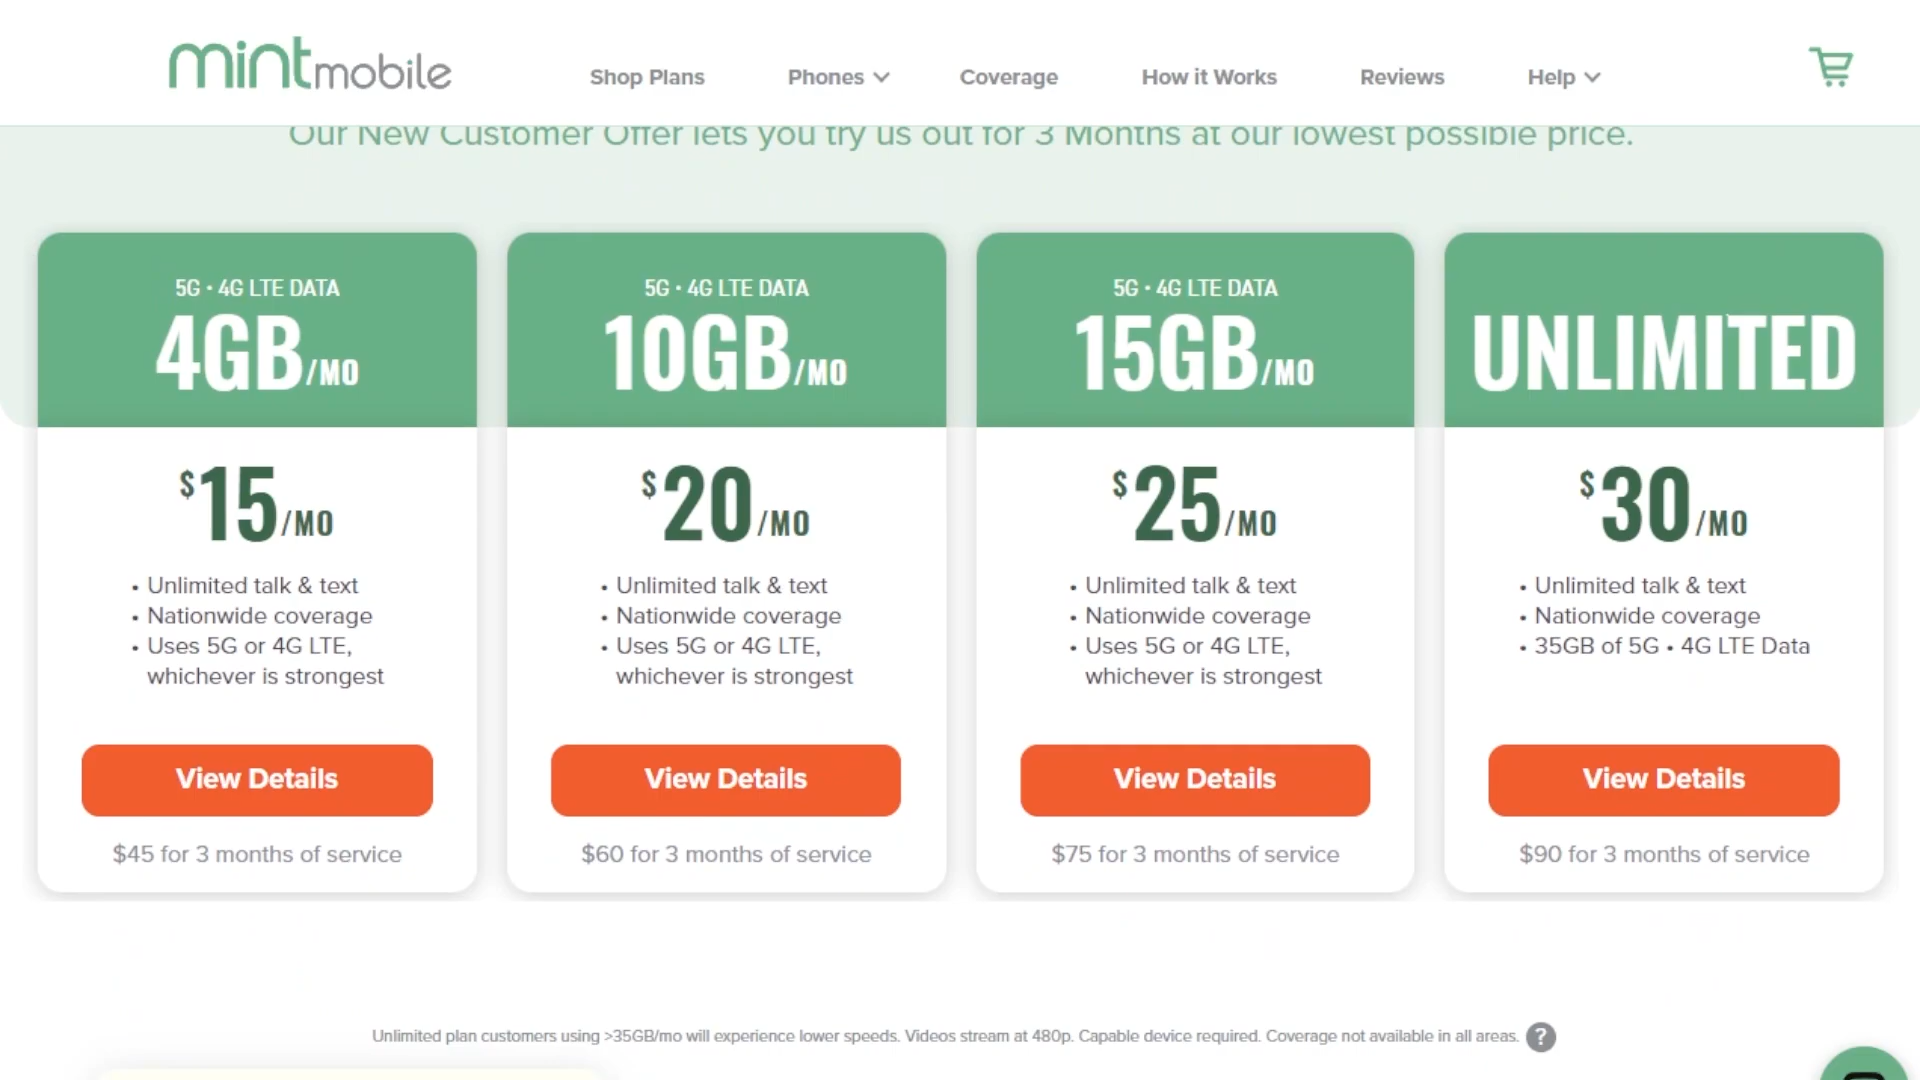 mintmobile
Shop Plans
Phones
Coverage
How it Works
Reviews
Help
Our New Customer Offer lets you try us out for 3 Months at our lowest possible price.
5G • 4G LTE DATA
4GB/MO
$15/MO
• Unlimited talk & text
• Nationwide coverage
• Uses 5G or 4G LTE,
whichever is strongest
View Details
$45 for 3 months of service
5G • 4G LTE DATA
10GB/MO
$20/MO
• Unlimited talk & text
• Nationwide coverage
• Uses 5G or 4G LTE,
whichever is strongest
View Details
$60 for 3 months of service
5G • 4G LTE DATA
15GB/MO
$25/MO
• Unlimited talk & text
• Nationwide coverage
• Uses 5G or 4G LTE,
whichever is strongest
View Details
$75 for 3 months of service
UNLIMITED
$30/MO
• Unlimited talk & text
• Nationwide coverage
• 35GB of 5G • 4G LTE Data
View Details
$90 for 3 months of service
Unlimited plan customers using >35GB/mo will experience lower speeds. Videos stream at 480p. Capable device required. Coverage not available in all areas. ?